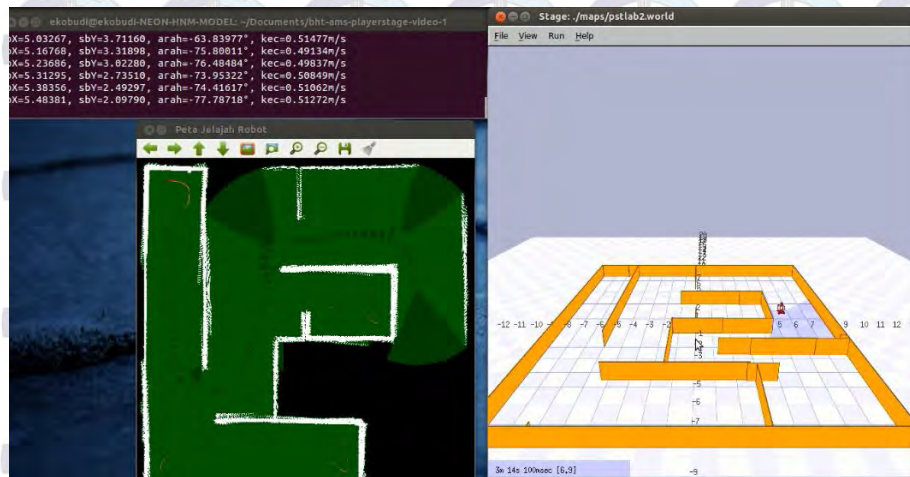 ekobudi@ekobudi-NEON-HNM-MODEL: ~/Documents/bht-ams-playerstage-video-1
bX=5.03267, sbY=3.71160, arah=-63.83977°, kec=0.51477m/s
bX=5.16768, sbY=3.31898, arah=-75.80011°, kec=0.49134m/s
bX=5.23686, sbY=3.02280, arah=-76.48484°, kec=0.49837m/s
bX=5.31295, sbY=2.73510, arah=-73.95322°, kec=0.50849m/s
bX=5.38356, sbY=2.49297, arah=-74.41617°, kec=0.51062m/s
bX=5.48381, sbY=2.09790, arah=-77.78718°, kec=0.51272m/s
Peta Jelajah Robot
Stage: ./maps/pstlab2.world
File View Run Help
-12 -11 -10 -7 -6 -5 -4 -3 -2 5 6 7 9 10 11 12
-5
-6
-7
-9
3m 14s 100msec [6.9]